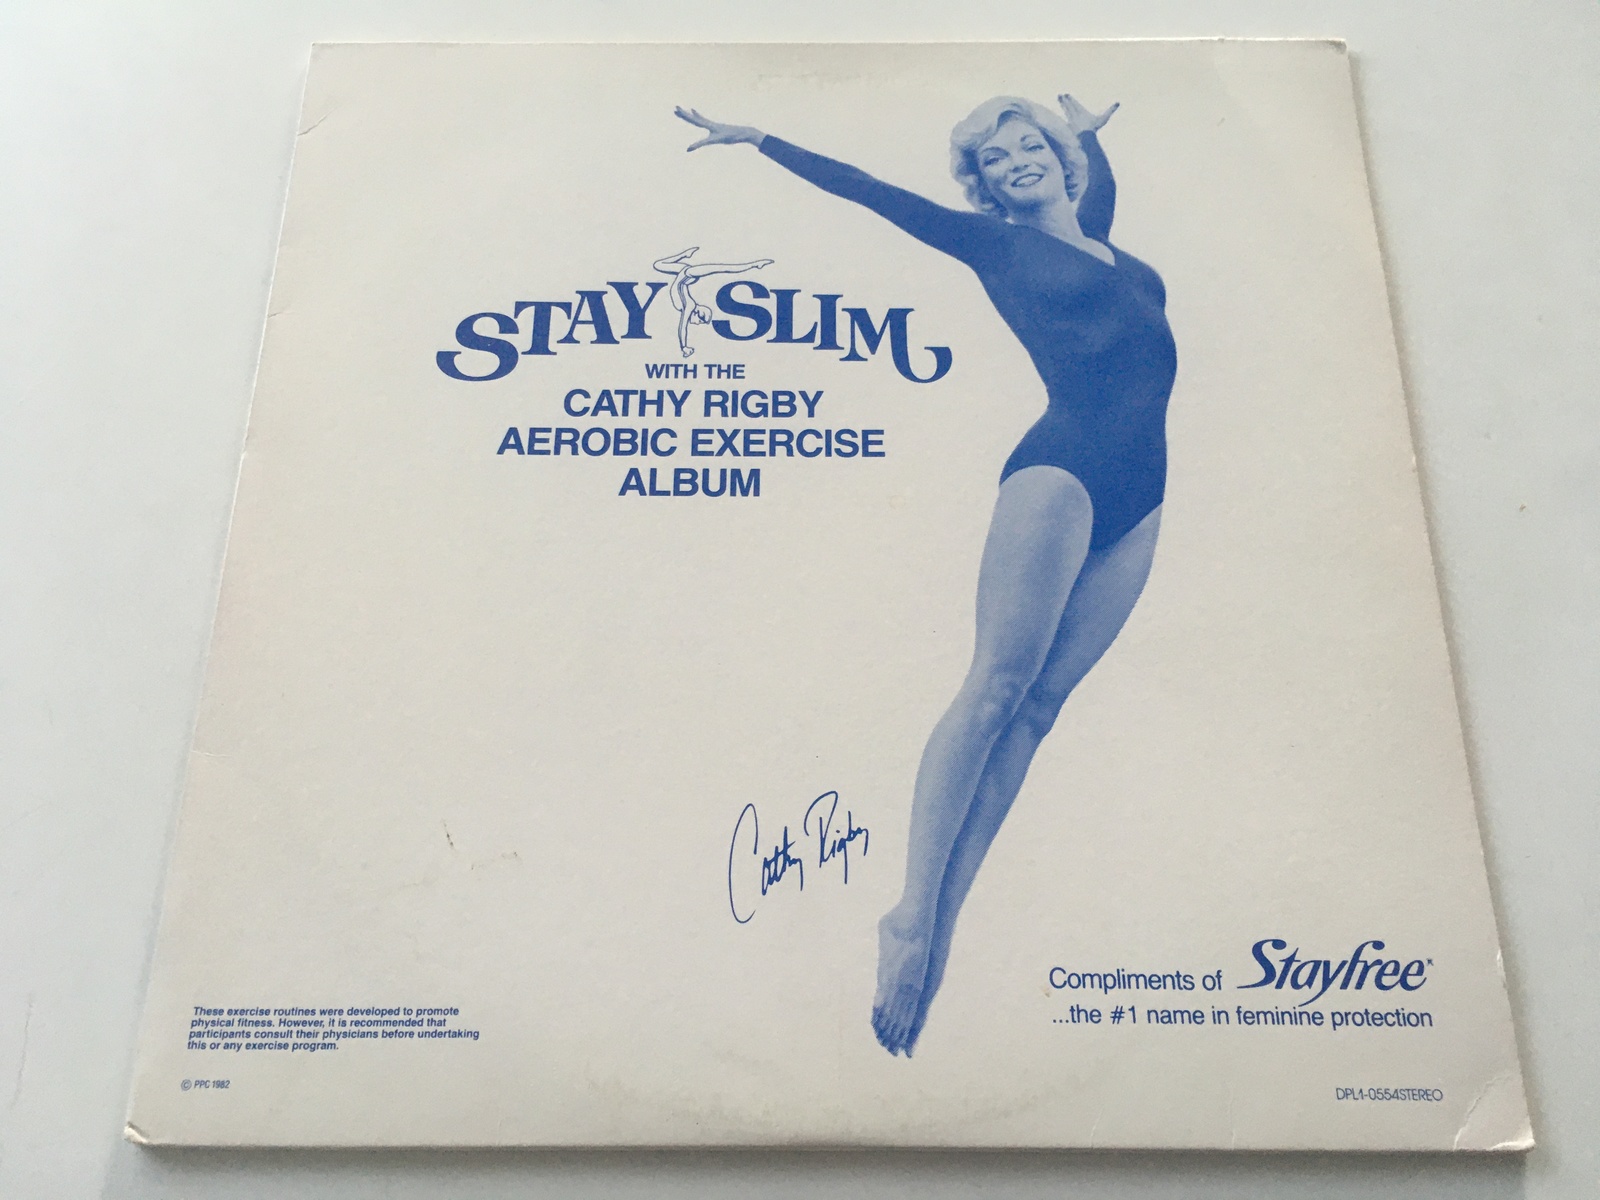 STAY SLIM
WITH THE
CATHY RIGBY
AEROBIC EXERCISE
ALBUM
Cathy Rigby
Compliments of Stayfree*
...the #1 name in feminine protection
These exercise routines were developed to promote
physical fitness. However, it is recommended that
participants consult their physicians before undertaking
this or any exercise program.
© PPC 1982
DPL1-0554STEREO